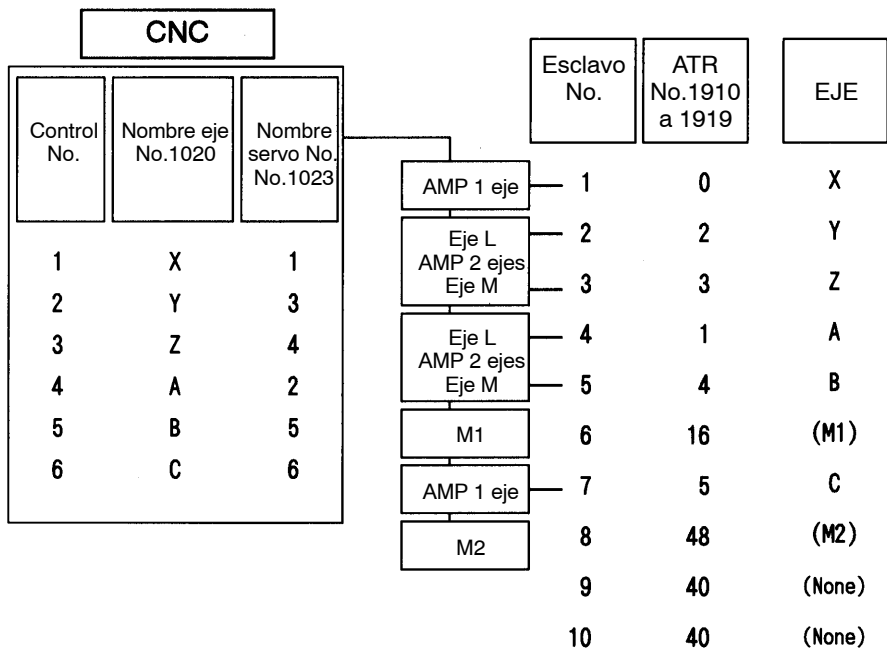 CNC
Control No.
Nombre eje No.1020
Nombre servo No. No.1023
1 X 1
2 Y 3
3 Z 4
4 A 2
5 B 5
6 C 6
AMP 1 eje
Eje L
AMP 2 ejes
Eje M
Eje L
AMP 2 ejes
Eje M
M1
AMP 1 eje
M2
Esclavo No.
ATR No.1910 a 1919
EJE
1 0 X
2 2 Y
3 3 Z
4 1 A
5 4 B
6 16 (M1)
7 5 C
8 48 (M2)
9 40 (None)
10 40 (None)